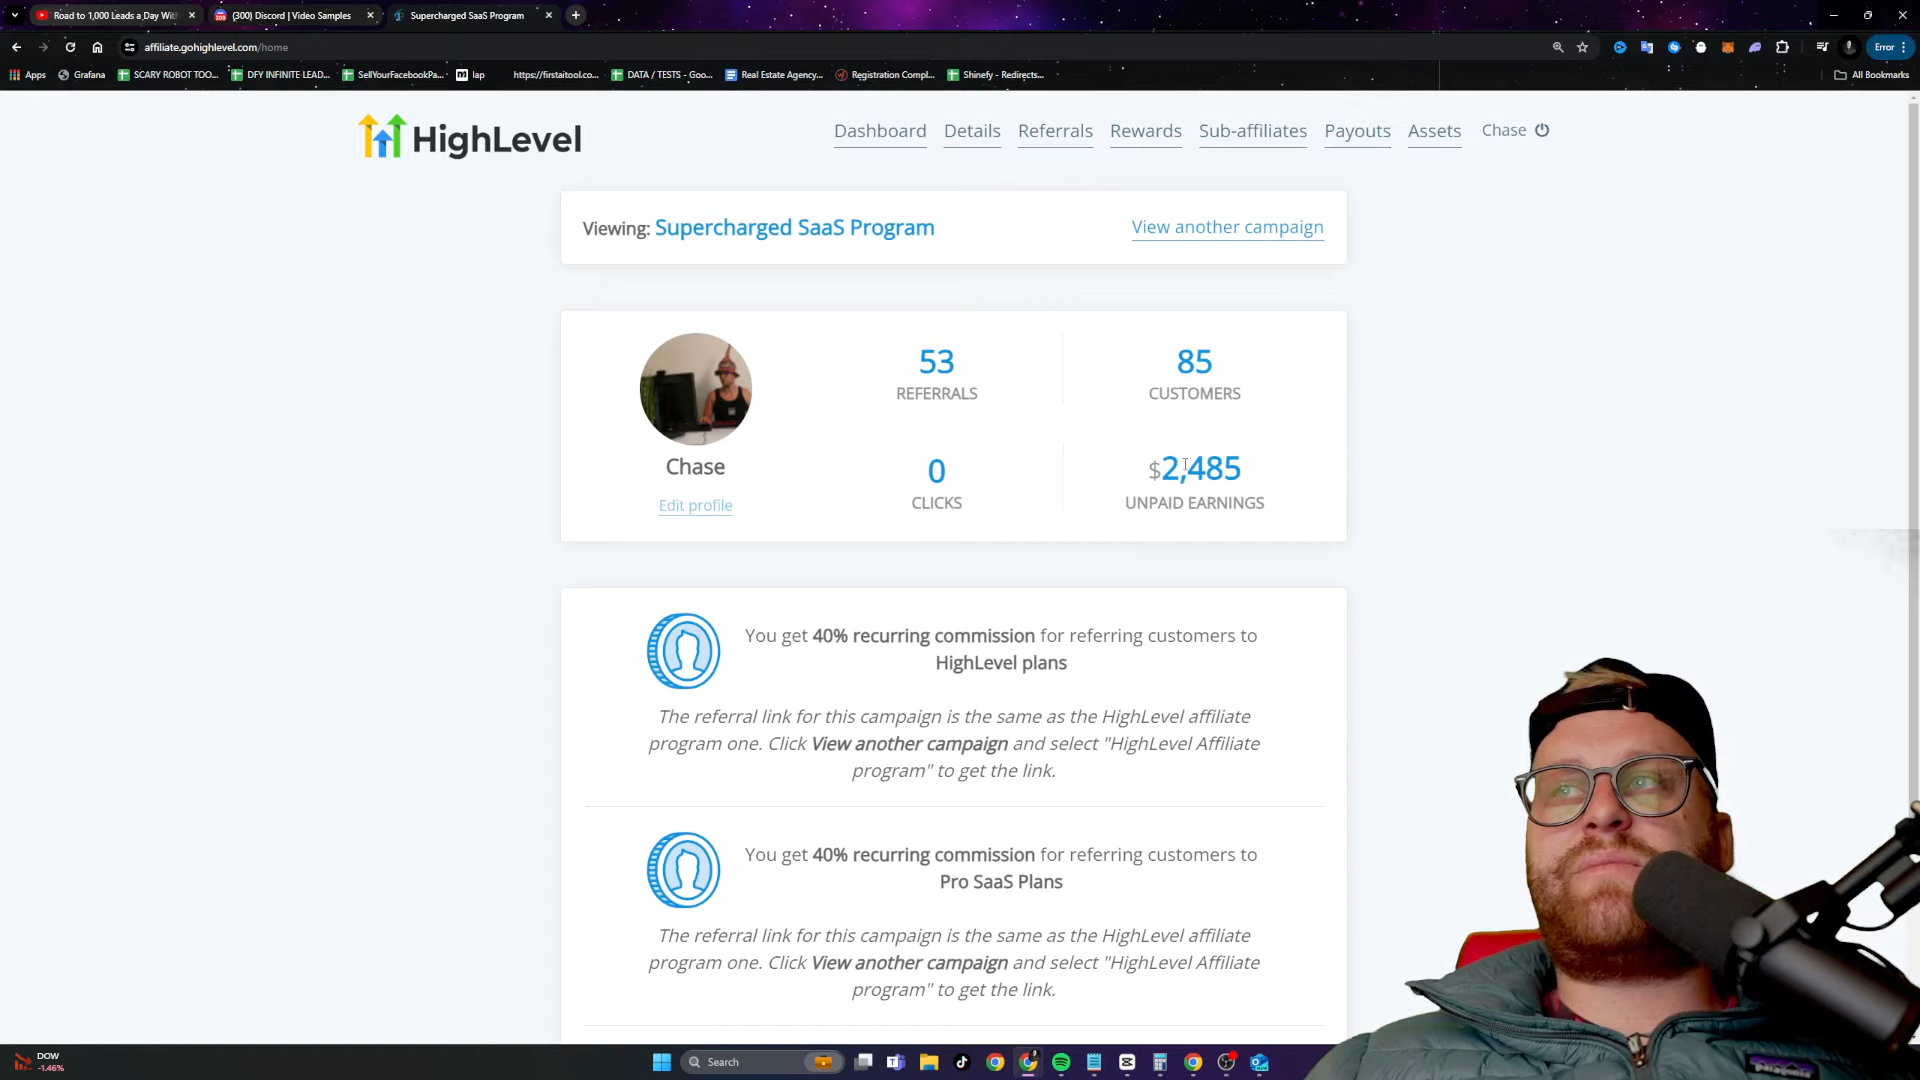 Road to 1,000 Leads a Day With
(300) Discord | Video Samples
Supercharged SaaS Program
affiliate.gohighlevel.com/home
Error
Apps
Grafana
SCARY ROBOT TOO...
DFY INFINITE LEAD...
SellYourFacebookPa...
lap
https://firstaitool.co...
DATA / TESTS - Goo...
Real Estate Agency...
Registration Compl...
Shinefy - Redirects...
All Bookmarks
HighLevel
Dashboard
Details
Referrals
Rewards
Sub-affiliates
Payouts
Assets
Chase
Viewing: Supercharged SaaS Program
View another campaign
53
REFERRALS
85
CUSTOMERS
Chase
Edit profile
0
CLICKS
$2,485
UNPAID EARNINGS
You get 40% recurring commission for referring customers to
HighLevel plans
The referral link for this campaign is the same as the HighLevel affiliate
program one. Click View another campaign and select "HighLevel Affiliate
program" to get the link.
You get 40% recurring commission for referring customers to
Pro SaaS Plans
The referral link for this campaign is the same as the HighLevel affiliate
program one. Click View another campaign and select "HighLevel Affiliate
program" to get the link.
DOW
-1.46%
Search
patagonia